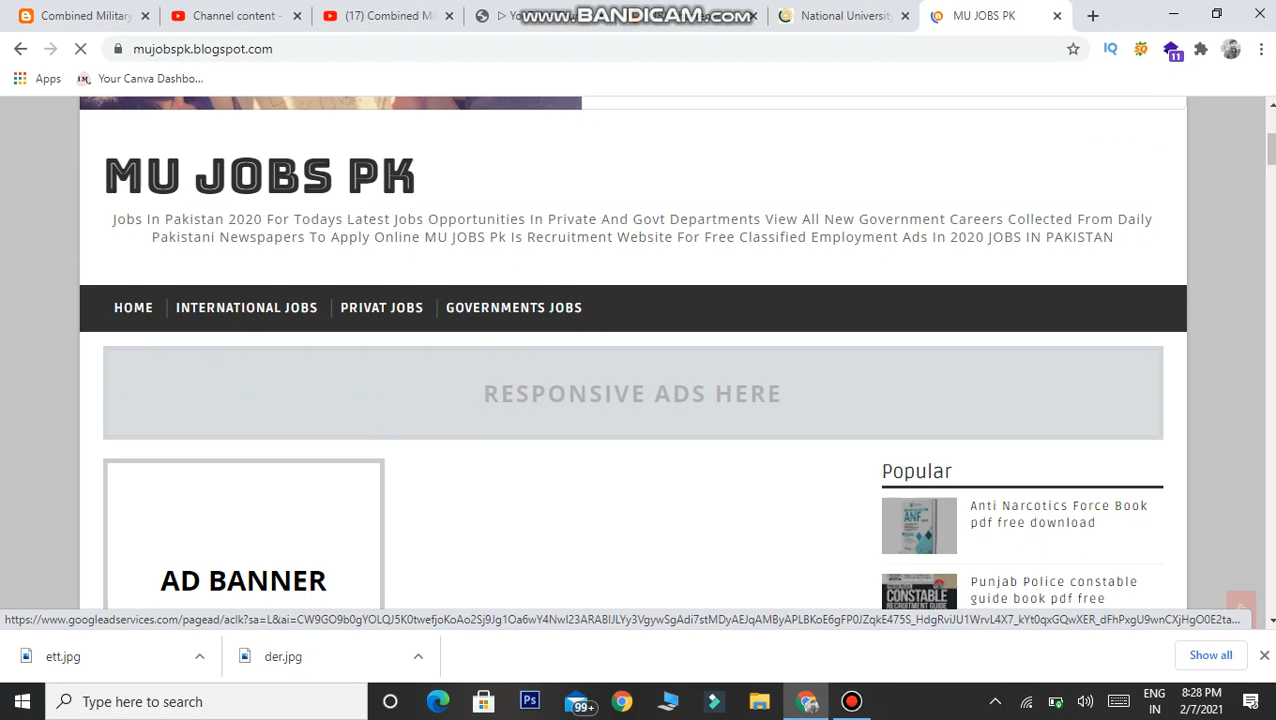 Combined Military
Channel content -
(17) Combined Mi
www.BANDICAM.com
National Universit
MU JOBS PK
mujobspk.blogspot.com
11
Apps
Your Canva Dashbo...
MU JOBS PK
Jobs In Pakistan 2020 For Todays Latest Jobs Opportunities In Private And Govt Departments View All New Government Careers Collected From Daily
Pakistani Newspapers To Apply Online MU JOBS Pk Is Recruitment Website For Free Classified Employment Ads In 2020 JOBS IN PAKISTAN
HOME
INTERNATIONAL JOBS
PRIVAT JOBS
GOVERNMENTS JOBS
RESPONSIVE ADS HERE
AD BANNER
Popular
Anti Narcotics Force Book
pdf free download
Punjab Police constable
guide book pdf free
ett.jpg
der.jpg
Show all
Type here to search
Ps
99+
ENG
IN
8:28 PM
2/7/2021